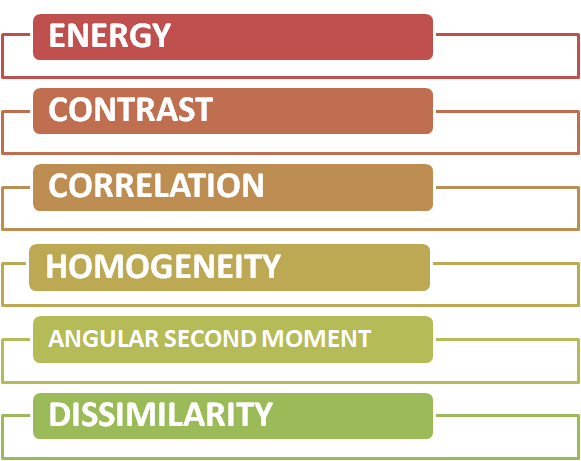 ENERGY
CONTRAST
CORRELATION
HOMOGENEITY
ANGULAR SECOND MOMENT
DISSIMILARITY